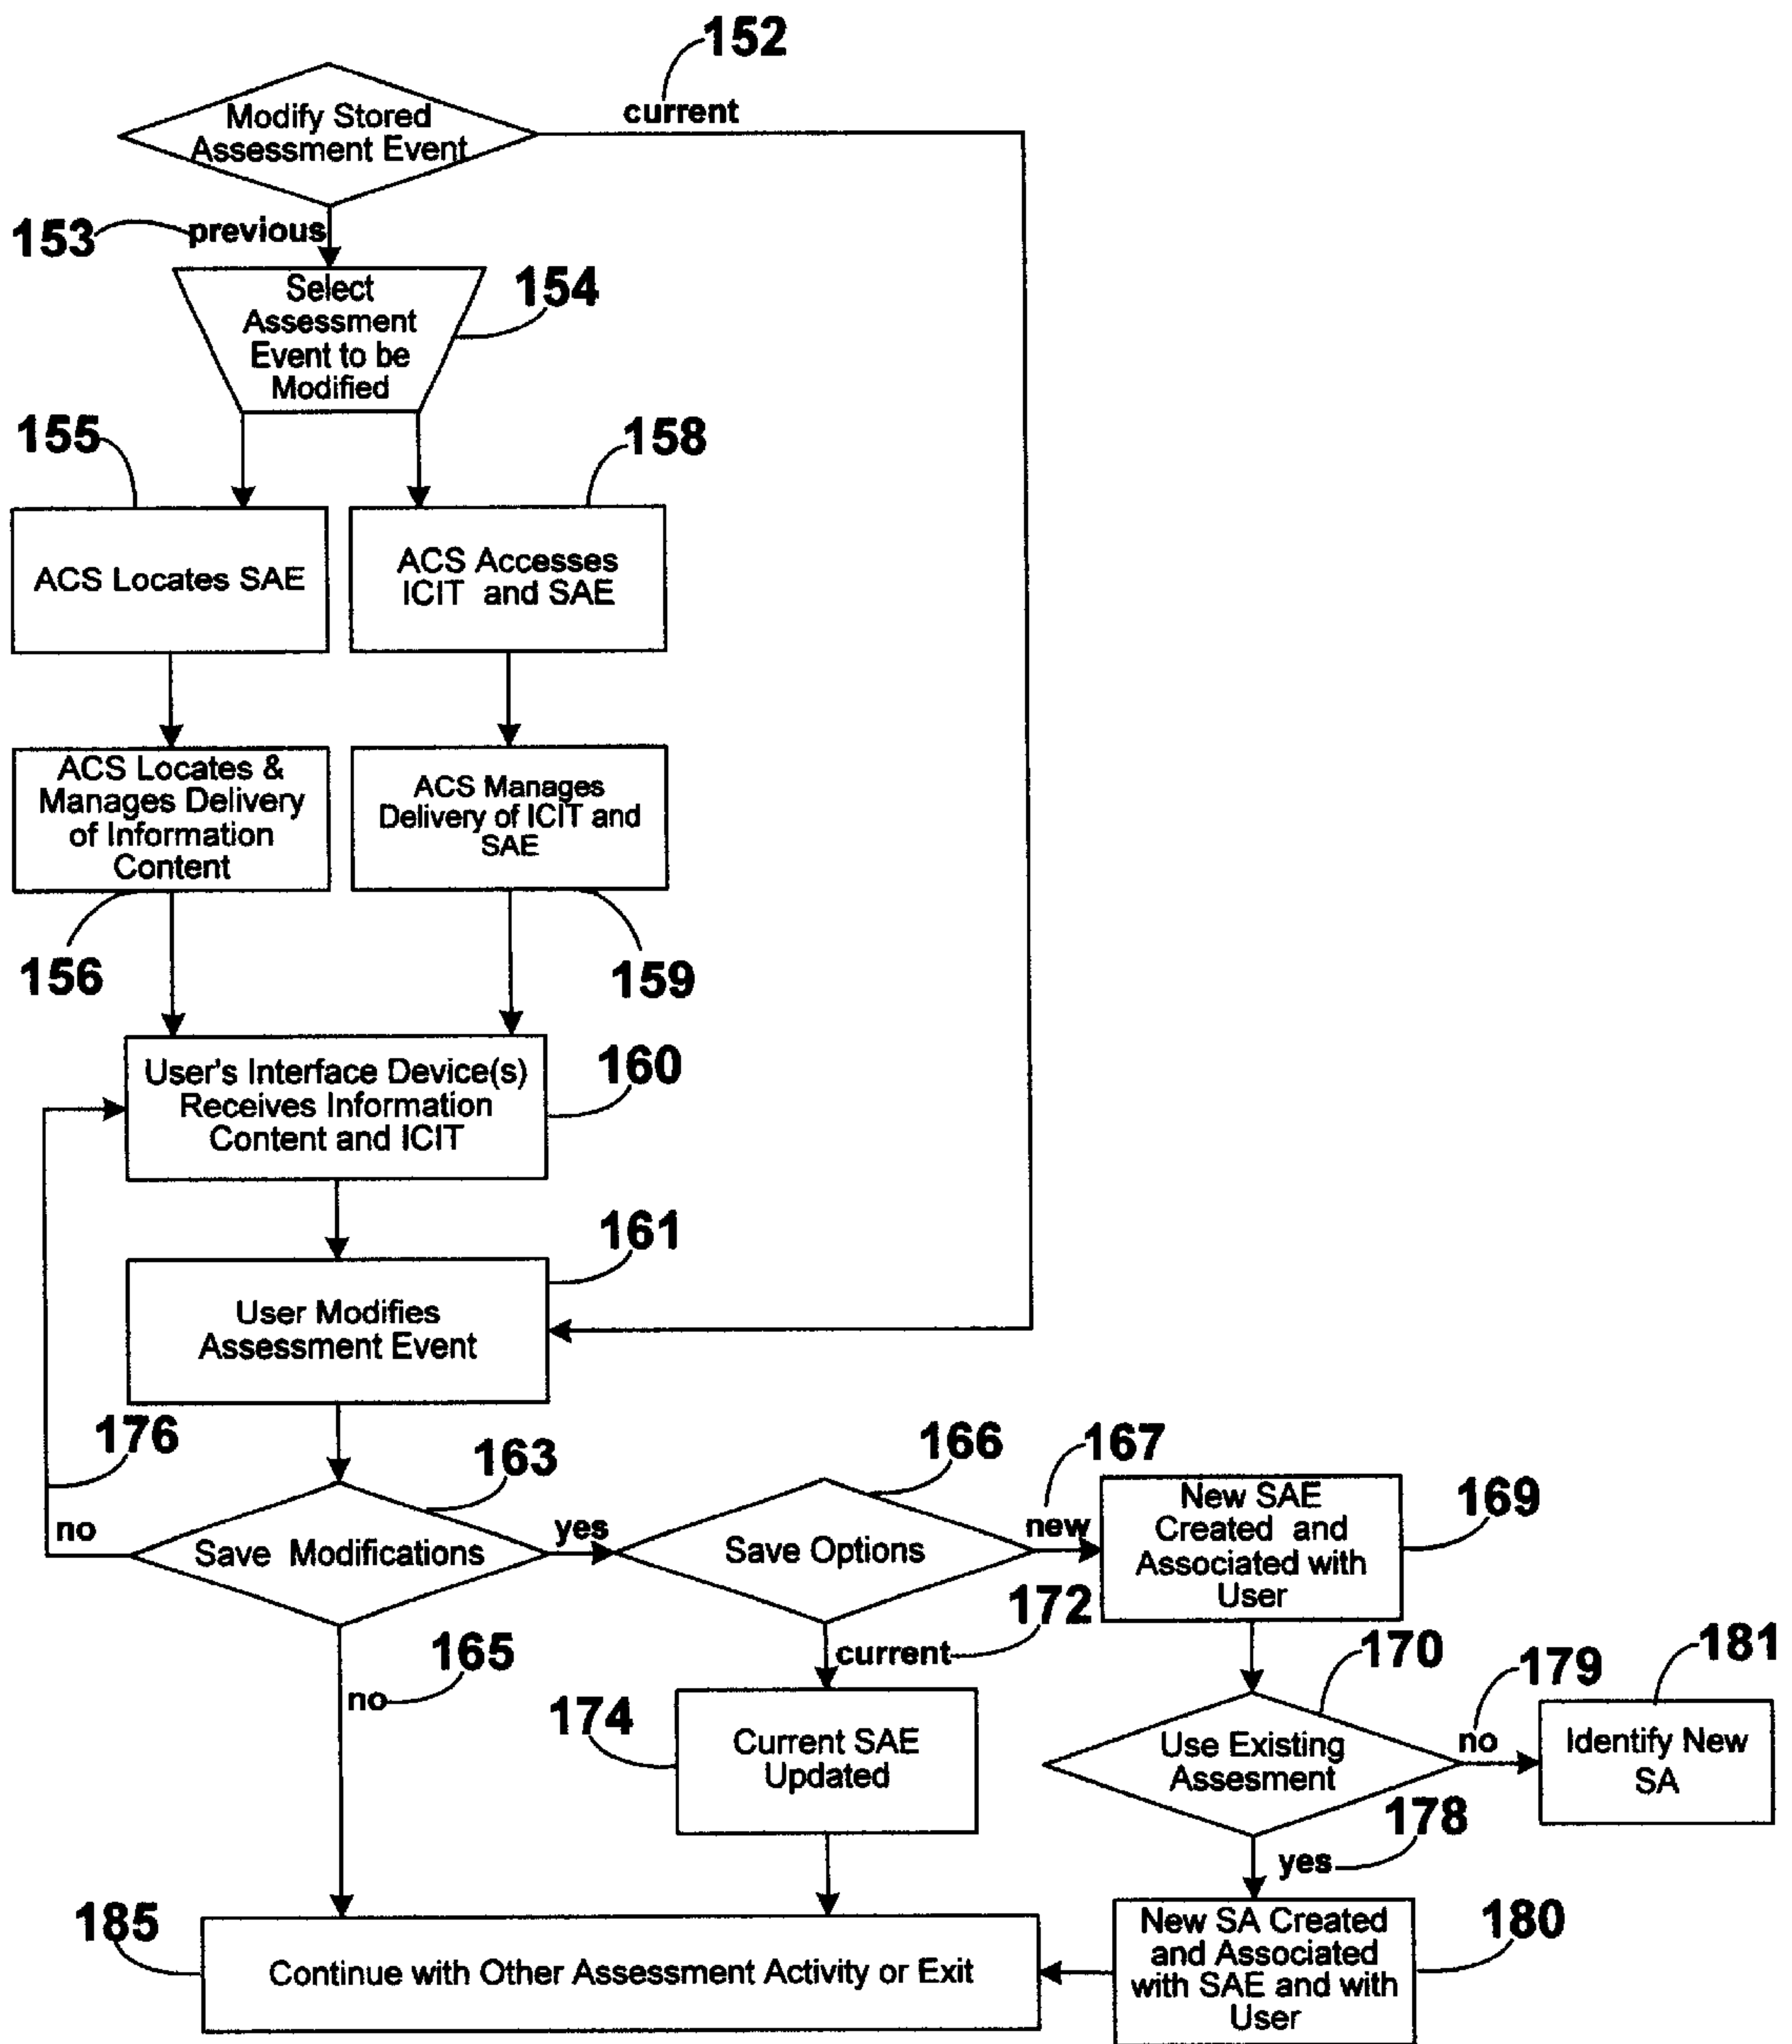 152
Modify Stored
Assessment Event
current
153
previous
Select
Assessment
Event to be
Modified
154
155
158
ACS Locates SAE
ACS Accesses
ICIT and SAE
ACS Locates &
Manages Delivery
of Information
Content
ACS Manages
Delivery of ICIT and
SAE
156
159
User's Interface Device(s)
Receives Information
Content and ICIT
160
161
User Modifies
Assessment Event
176
163
166
167
no
Save Modifications
yes
Save Options
new
New SAE
Created and
Associated with
User
169
172
current
165
no
170
179
181
174
Current SAE
Updated
Use Existing
Assesment
no
Identify New
SA
178
yes
185
Continue with Other Assessment Activity or Exit
New SA Created
and Associated
with SAE and with
User
180